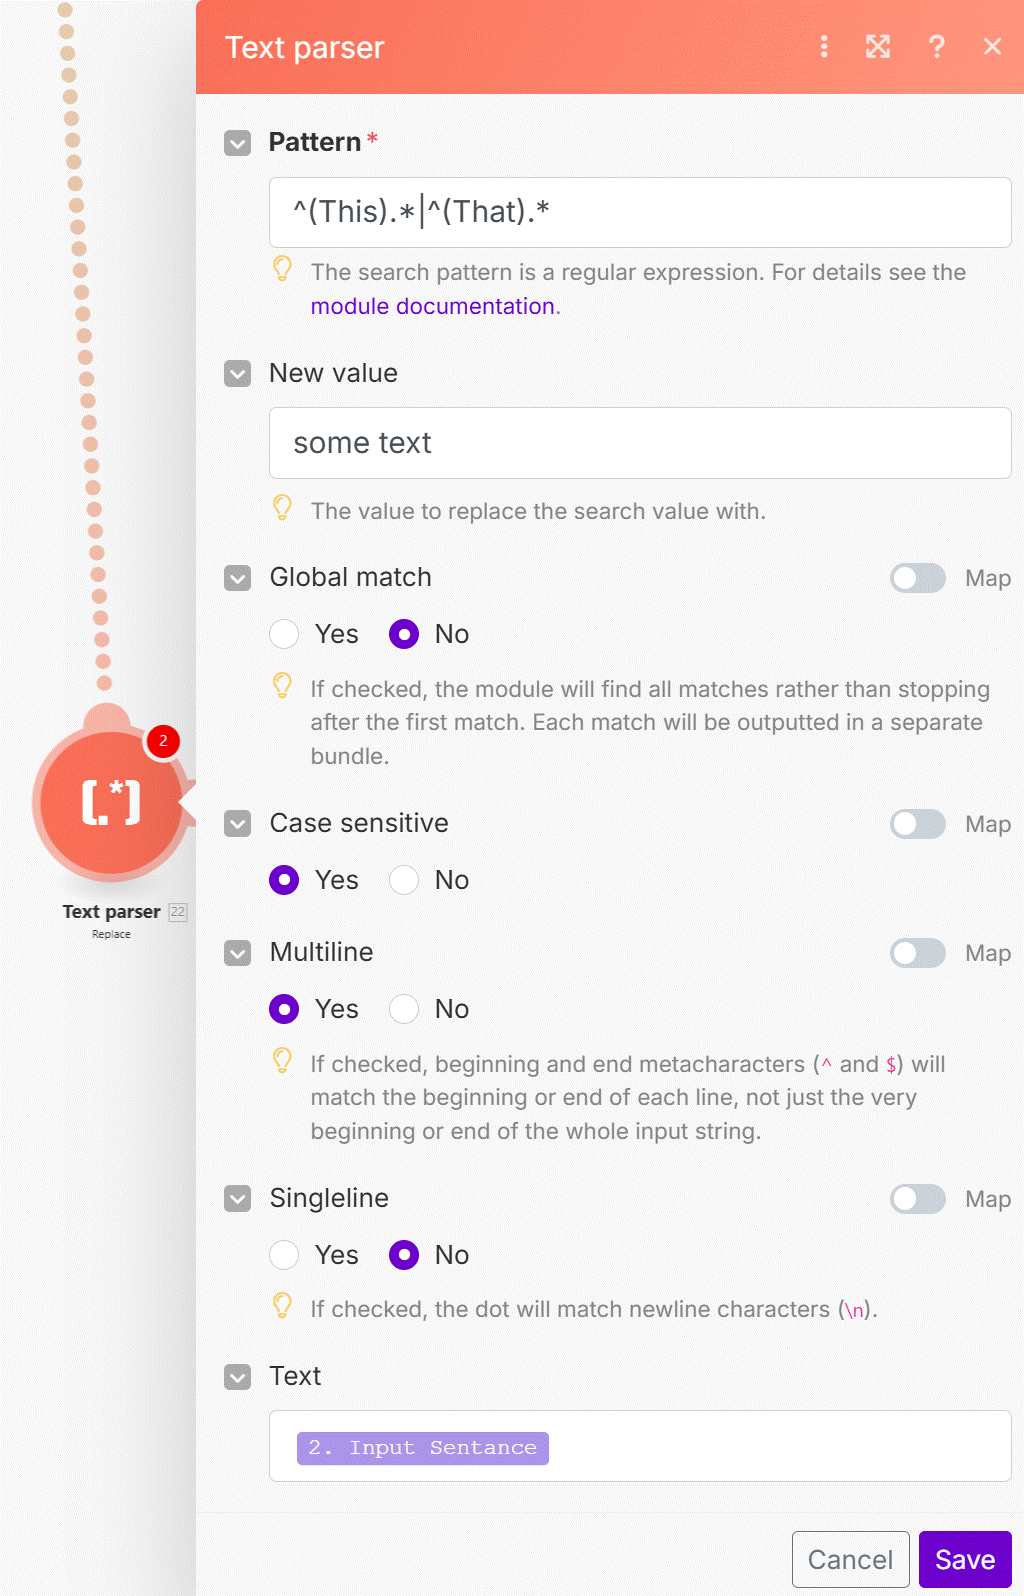 Text parser
?
Pattern *
^(This).*|^(That).*
The search pattern is a regular expression. For details see the
module documentation.
New value
some text
The value to replace the search value with.
Global match
Map
Yes No
If checked, the module will find all matches rather than stopping
after the first match. Each match will be outputted in a separate
bundle.
2
[.*]
Case sensitive
Map
Yes No
Text parser 22
Replace
Multiline
Map
Yes No
If checked, beginning and end metacharacters (^ and $) will
match the beginning or end of each line, not just the very
beginning or end of the whole input string.
Singleline
Map
Yes No
If checked, the dot will match newline characters (\n).
Text
2. Input Sentance
Cancel Save